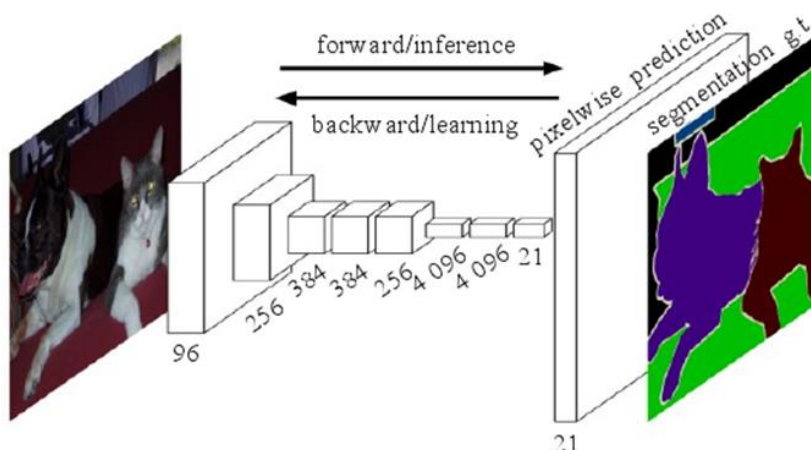 forward/inference
backward/learning
pixelwise prediction
segmentation g.t.
96
256
384
384
256
4 096
4 096
21
21